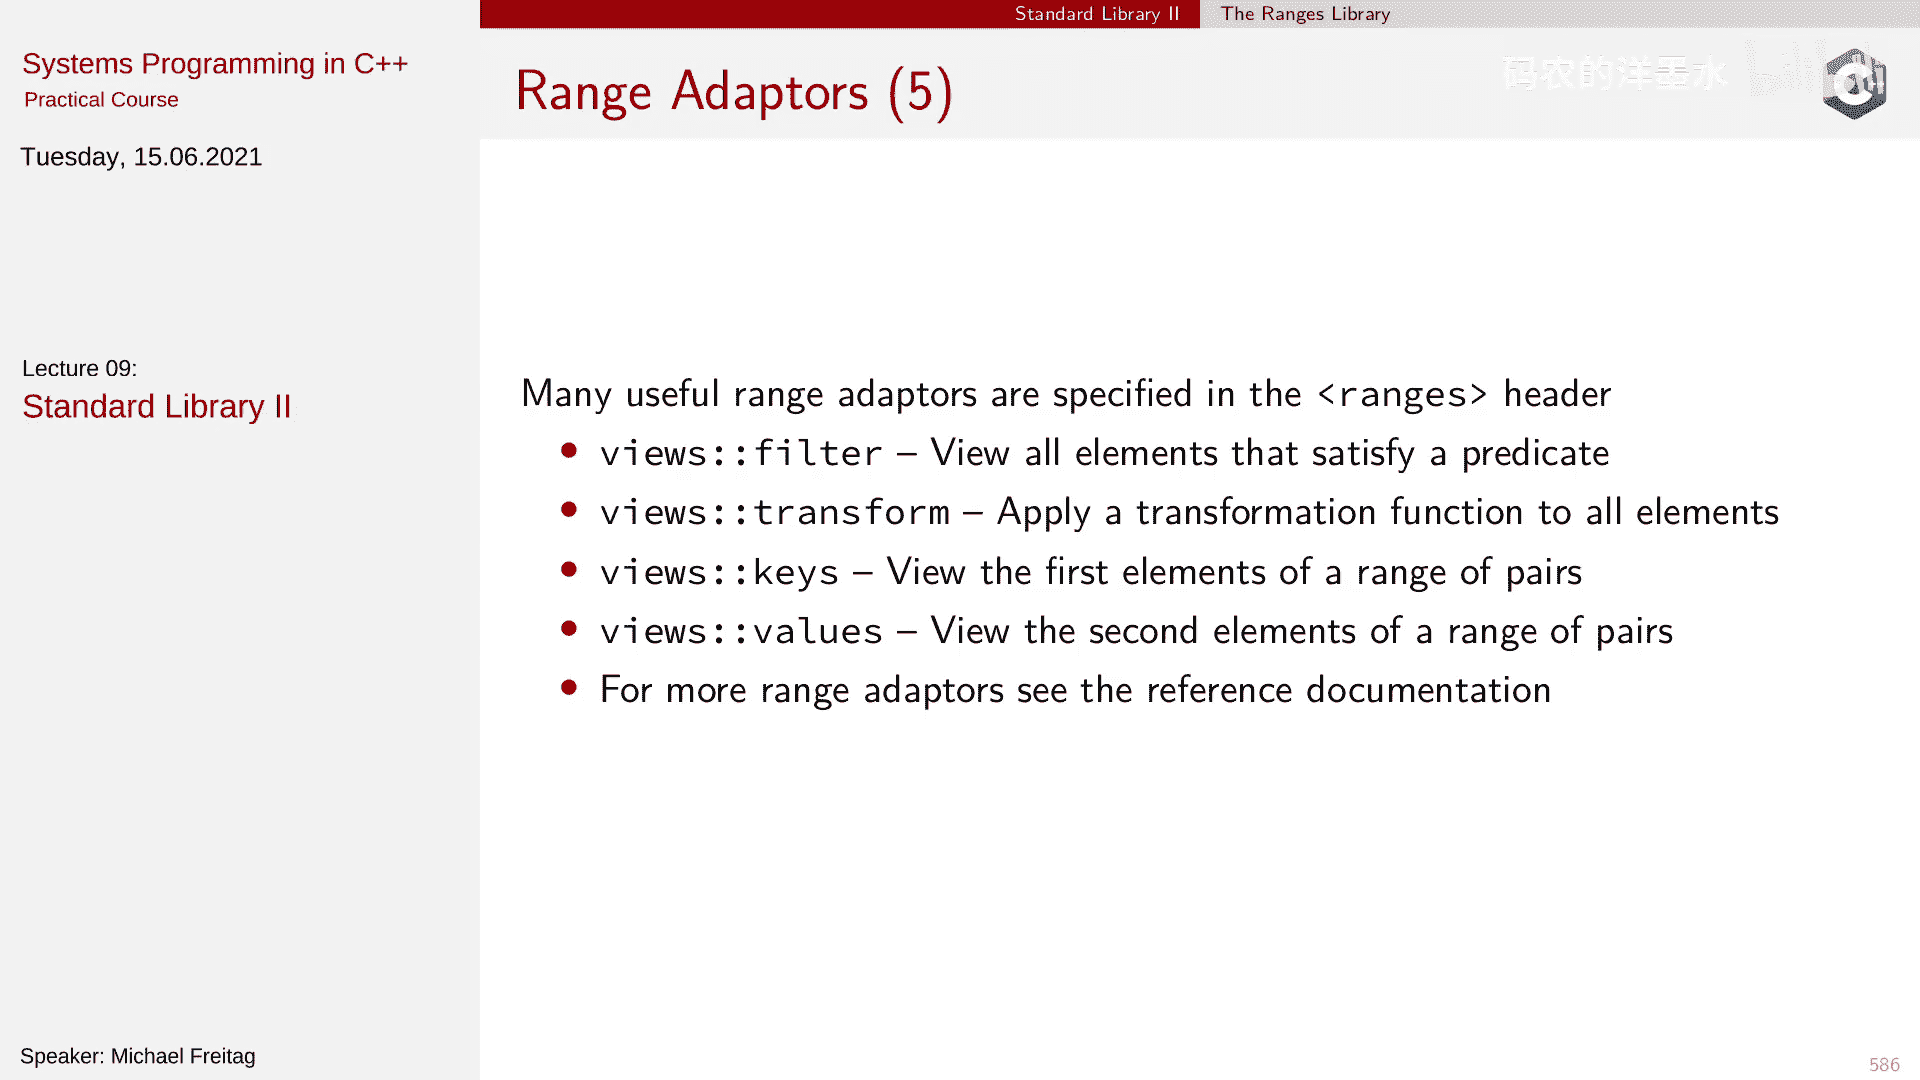 Standard Library II
The Ranges Library
Systems Programming in C++
Practical Course
Tuesday, 15.06.2021
Range Adaptors (5)
码农的洋墨水
Lecture 09:
Standard Library II
Many useful range adaptors are specified in the <ranges> header
• views::filter – View all elements that satisfy a predicate
• views::transform – Apply a transformation function to all elements
• views::keys – View the first elements of a range of pairs
• views::values – View the second elements of a range of pairs
• For more range adaptors see the reference documentation
Speaker: Michael Freitag
586